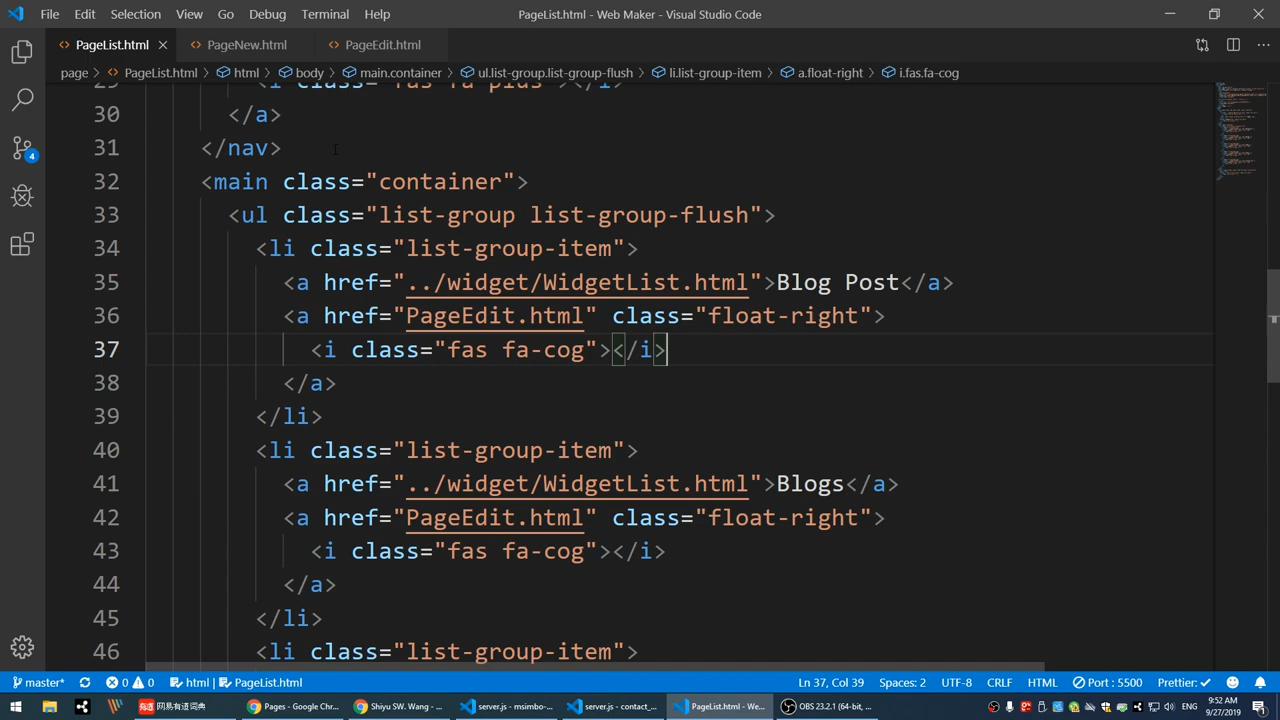 File Edit Selection View Go Debug Terminal Help PageList.html - Web Maker - Visual Studio Code
PageList.html PageNew.html PageEdit.html
page > PageList.html > html > body > main.container > ul.list-group.list-group-flush > li.list-group-item > a.float-right > i.fas.fa-cog
29 <i class="fas fa-plus"></i>
30 </a>
31 </nav>
32 <main class="container">
33 <ul class="list-group list-group-flush">
34 <li class="list-group-item">
35 <a href="../widget/WidgetList.html">Blog Post</a>
36 <a href="PageEdit.html" class="float-right">
37 <i class="fas fa-cog"></i>
38 </a>
39 </li>
40 <li class="list-group-item">
41 <a href="../widget/WidgetList.html">Blogs</a>
42 <a href="PageEdit.html" class="float-right">
43 <i class="fas fa-cog"></i>
44 </a>
45 </li>
46 <li class="list-group-item">
4
master* 0 0 html | PageList.html Ln 37, Col 39 Spaces: 2 UTF-8 CRLF HTML Port : 5500 Prettier:
网易有道词典 Pages - Google Chr... Shiyu SW. Wang - ... server.js - msimbo-... server.js - contact_... PageList.html - We... OBS 23.2.1 (64-bit, ... 9:52 AM
9/27/2019